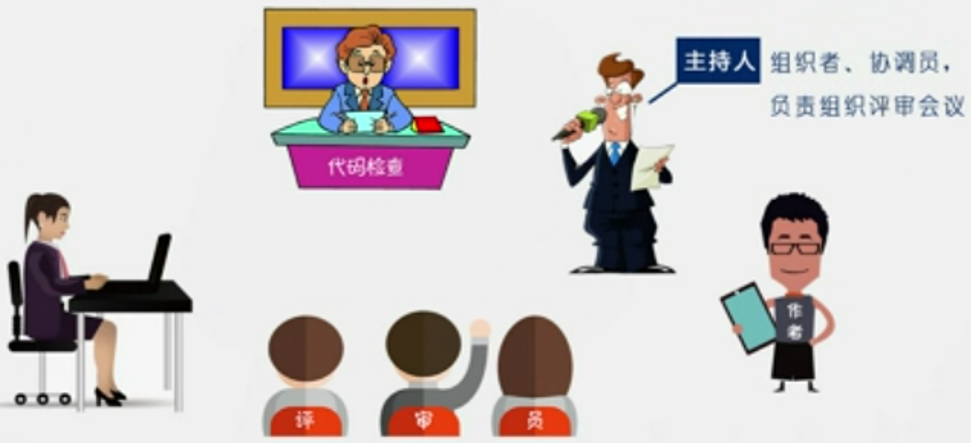 主持人
组织者、协调员，
负责组织评审会议
代码检查
作
者
评 审 员